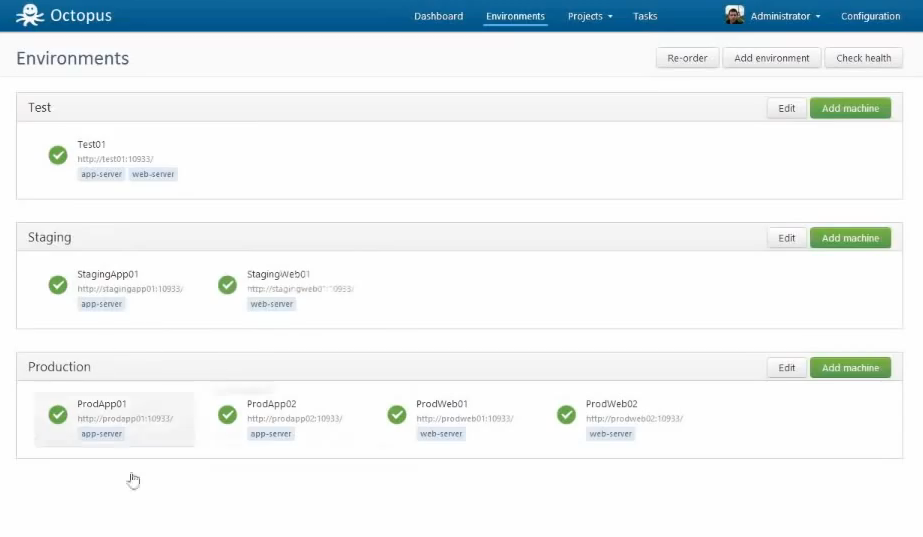 Octopus
Dashboard Environments Projects Tasks Administrator Configuration
Environments
Re-order Add environment Check health
Test
Edit Add machine
Test01
http://test01:10933/
app-server web-server
Staging
Edit Add machine
StagingApp01 StagingWeb01
http://stagingapp01:10933/ http://stagingweb01:10933/
app-server web-server
Production
Edit Add machine
ProdApp01 ProdApp02 ProdWeb01 ProdWeb02
http://prodapp01:10933/ http://prodapp02:10933/ http://prodweb01:10933/ http://prodweb02:10933/
app-server app-server web-server web-server